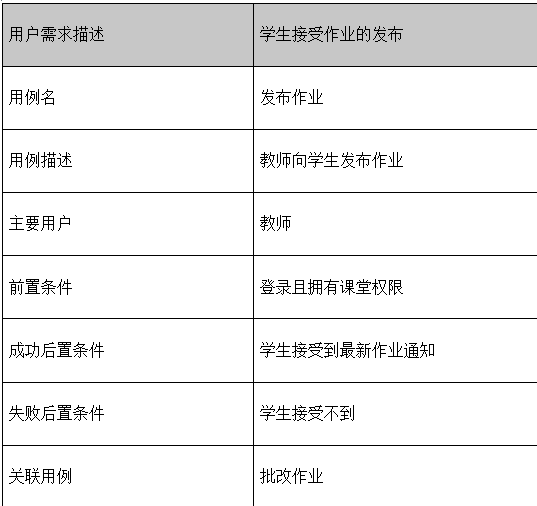 用户需求描述 学生接受作业的发布
用例名 发布作业
用例描述 教师向学生发布作业
主要用户 教师
前置条件 登录且拥有课堂权限
成功后置条件 学生接受到最新作业通知
失败后置条件 学生接受不到
关联用例 批改作业